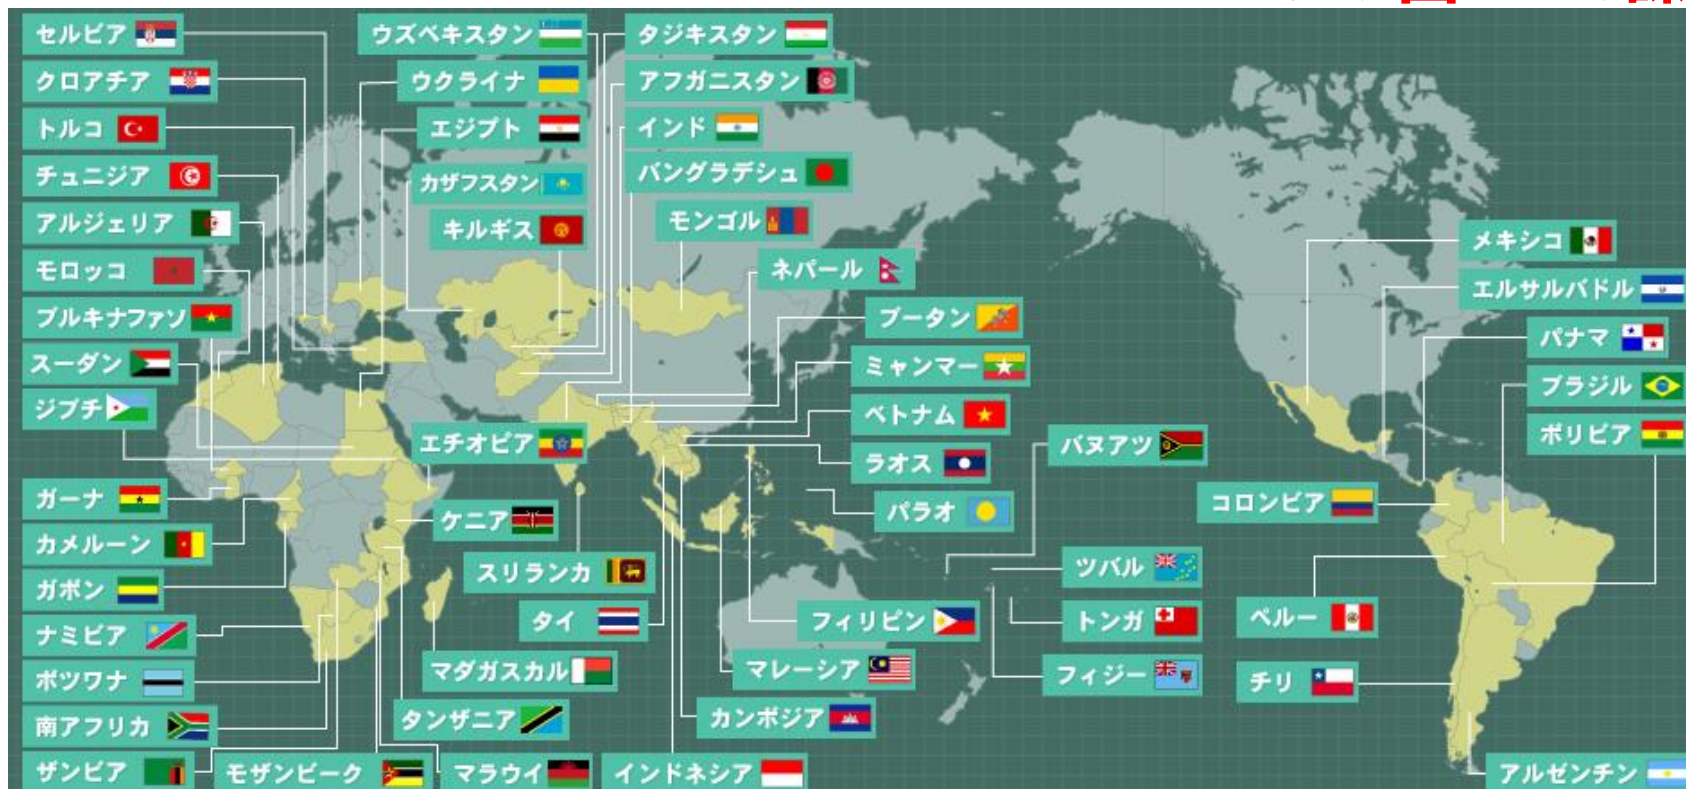 セルビア
クロアチア
トルコ
チュニジア
アルジェリア
モロッコ
ブルキナファソ
スーダン
ジブチ
ガーナ
カメルーン
ガボン
ナミビア
ボツワナ
南アフリカ
ザンビア
ウズベキスタン
ウクライナ
エジプト
カザフスタン
キルギス
エチオピア
ケニア
スリランカ
タイ
マダガスカル
タンザニア
モザンビーク
マラウイ
インドネシア
タジキスタン
アフガニスタン
インド
バングラデシュ
モンゴル
ネパール
ブータン
ミャンマー
ベトナム
ラオス
パラオ
フィリピン
マレーシア
カンボジア
バヌアツ
ツバル
トンガ
フィジー
メキシコ
エルサルバドル
パナマ
ブラジル
ボリビア
コロンビア
ペルー
チリ
アルゼンチン